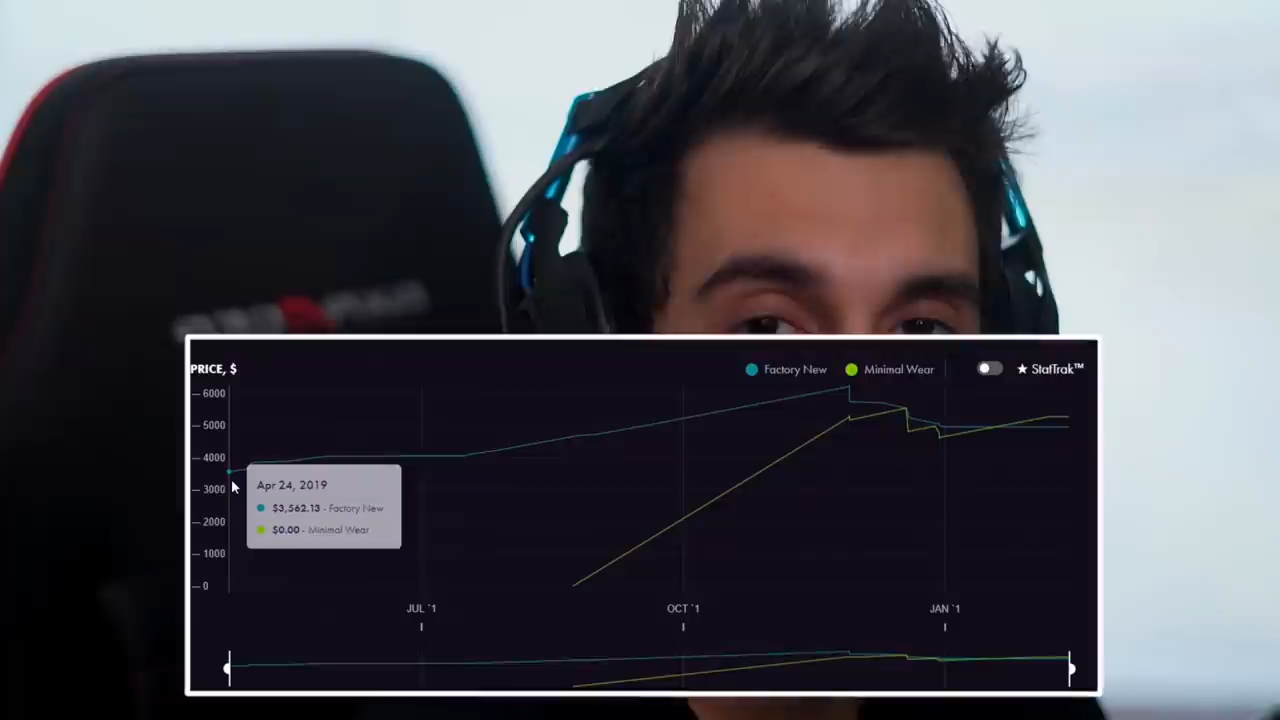 PRICE, $
Factory New
Minimal Wear
★ StatTrak™
6000
5000
4000
3000
2000
1000
0
Apr 24, 2019
$3,562.13 - Factory New
$0.00 - Minimal Wear
JUL `1
OCT `1
JAN `1